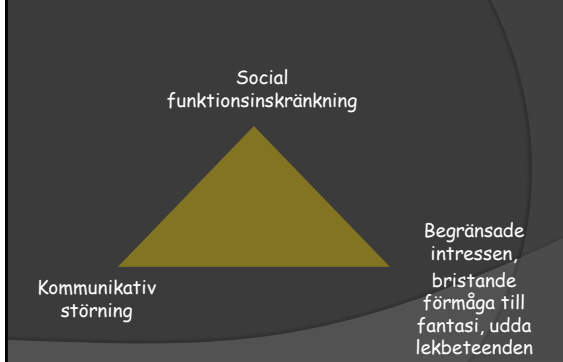 Social
funktionsinskränkning
Kommunikativ
störning
Begränsade
intressen,
bristande
förmåga till
fantasi, udda
lekbeteenden